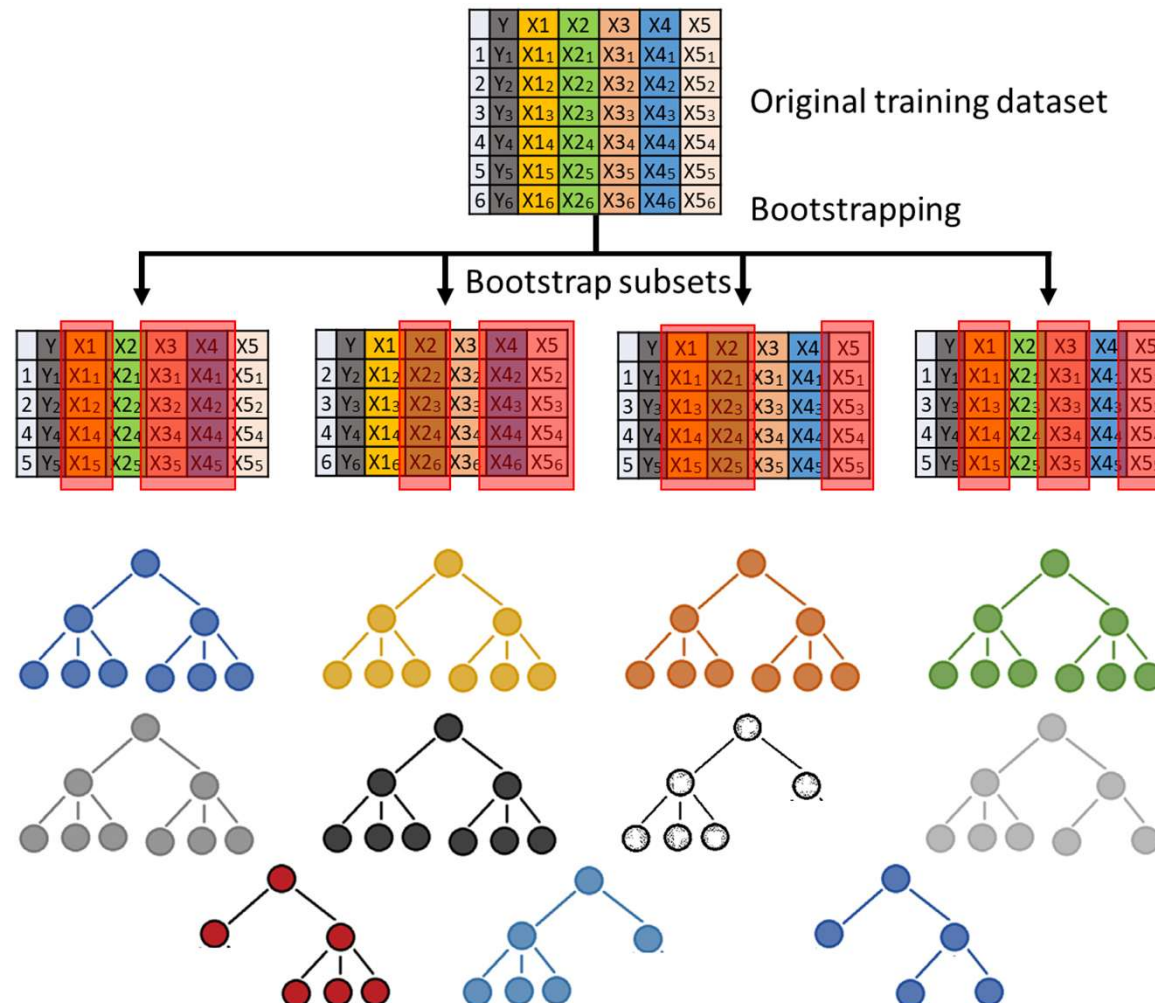 Y X1 X2 X3 X4 X5
1 Y₁ X1₁ X2₁ X3₁ X4₁ X5₁
2 Y₂ X1₂ X2₂ X3₂ X4₂ X5₂
3 Y₃ X1₃ X2₃ X3₃ X4₃ X5₃
4 Y₄ X1₄ X2₄ X3₄ X4₄ X5₄
5 Y₅ X1₅ X2₅ X3₅ X4₅ X5₅
6 Y₆ X1₆ X2₆ X3₆ X4₆ X5₆
Original training dataset
Bootstrapping
Bootstrap subsets
Y X1 X2 X3 X4 X5
1 Y₁ X1₁ X2₁ X3₁ X4₁ X5₁
2 Y₂ X1₂ X2₂ X3₂ X4₂ X5₂
4 Y₄ X1₄ X2₄ X3₄ X4₄ X5₄
5 Y₅ X1₅ X2₅ X3₅ X4₅ X5₅
Y X1 X2 X3 X4 X5
2 Y₂ X1₂ X2₂ X3₂ X4₂ X5₂
3 Y₃ X1₃ X2₃ X3₃ X4₃ X5₃
4 Y₄ X1₄ X2₄ X3₄ X4₄ X5₄
6 Y₆ X1₆ X2₆ X3₆ X4₆ X5₆
Y X1 X2 X3 X4 X5
1 Y₁ X1₁ X2₁ X3₁ X4₁ X5₁
3 Y₃ X1₃ X2₃ X3₃ X4₃ X5₃
4 Y₄ X1₄ X2₄ X3₄ X4₄ X5₄
5 Y₅ X1₅ X2₅ X3₅ X4₅ X5₅
Y X1 X2 X3 X4 X5
1 Y₁ X1₁ X2₁ X3₁ X4₁ X5₁
3 Y₃ X1₃ X2₃ X3₃ X4₃ X5₃
4 Y₄ X1₄ X2₄ X3₄ X4₄ X5₄
5 Y₅ X1₅ X2₅ X3₅ X4₅ X5₅